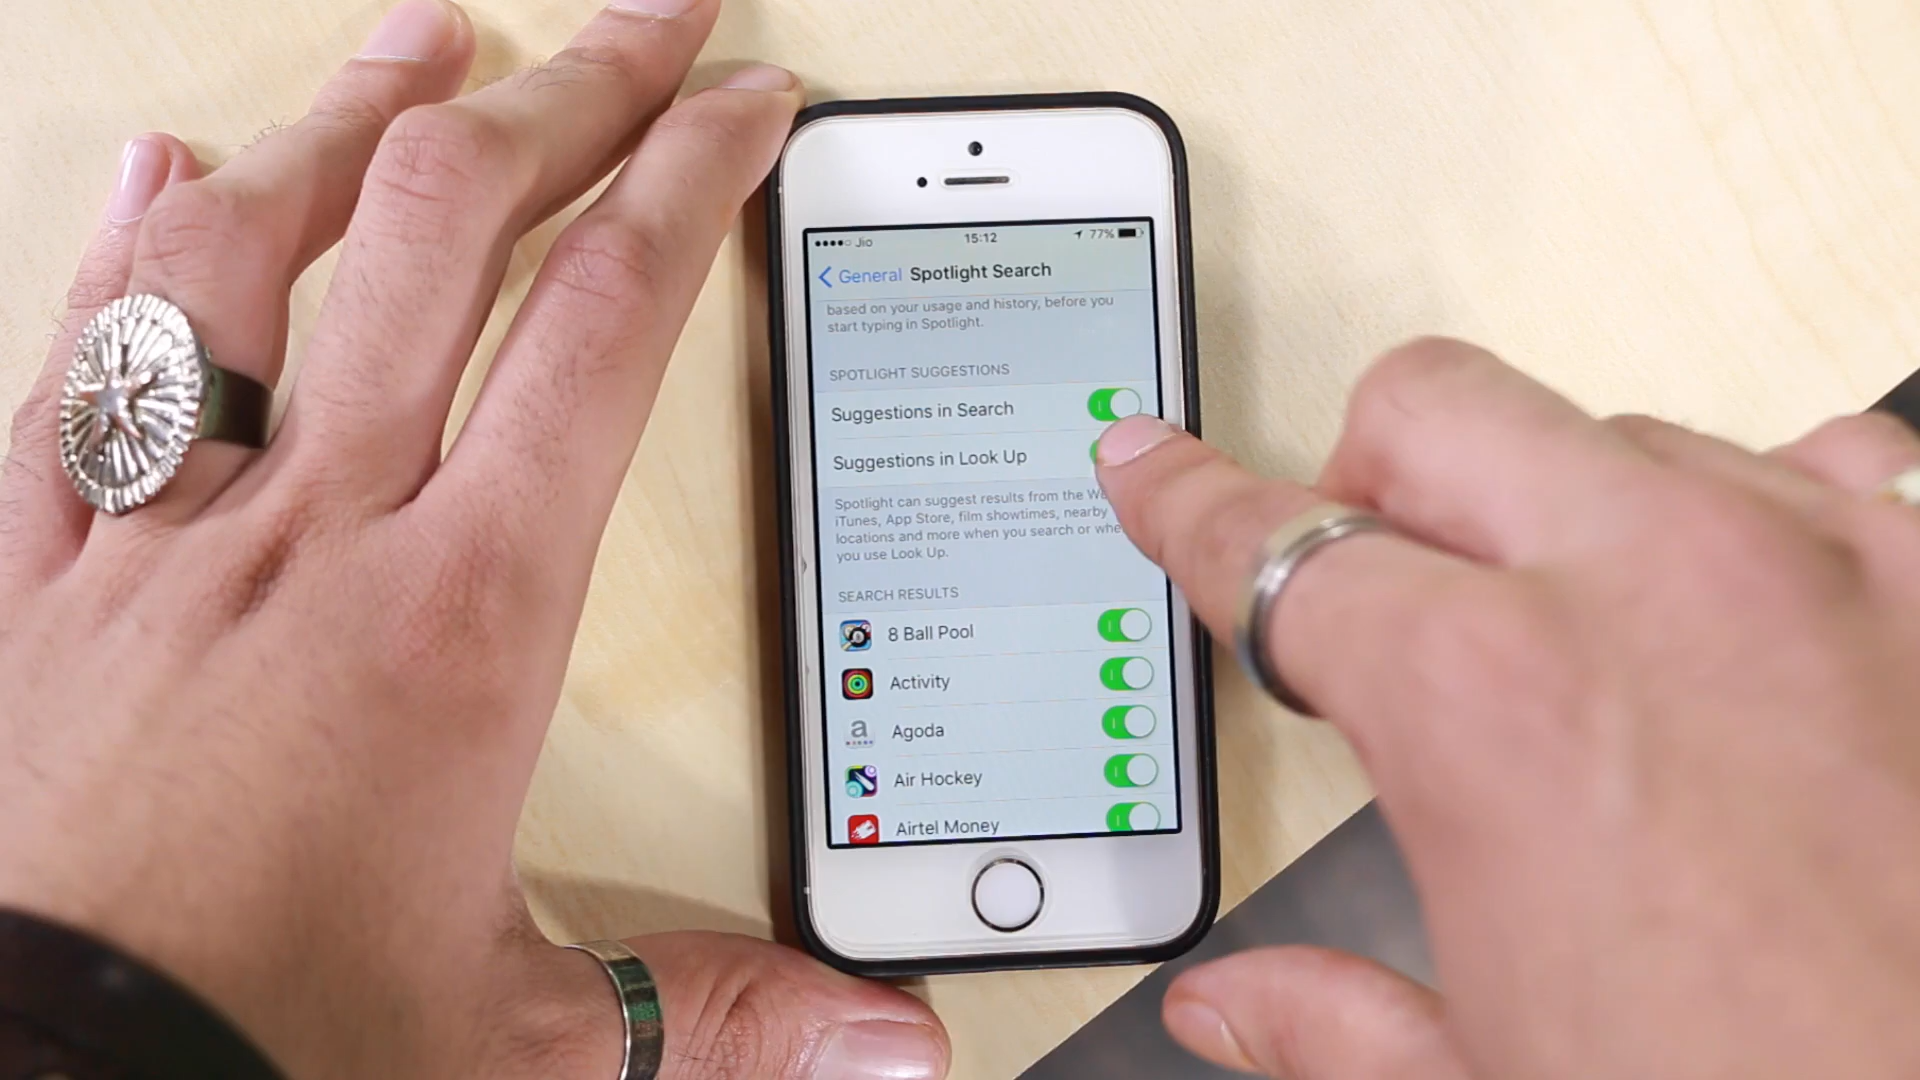 Jio 15:12 77%
General Spotlight Search
based on your usage and history, before you
start typing in Spotlight.
SPOTLIGHT SUGGESTIONS
Suggestions in Search
Suggestions in Look Up
Spotlight can suggest results from the
iTunes, App Store, film showtimes, nearby
locations and more when you search or
you use Look Up.
SEARCH RESULTS
8 Ball Pool
Activity
a Agoda
Air Hockey
Airtel Money